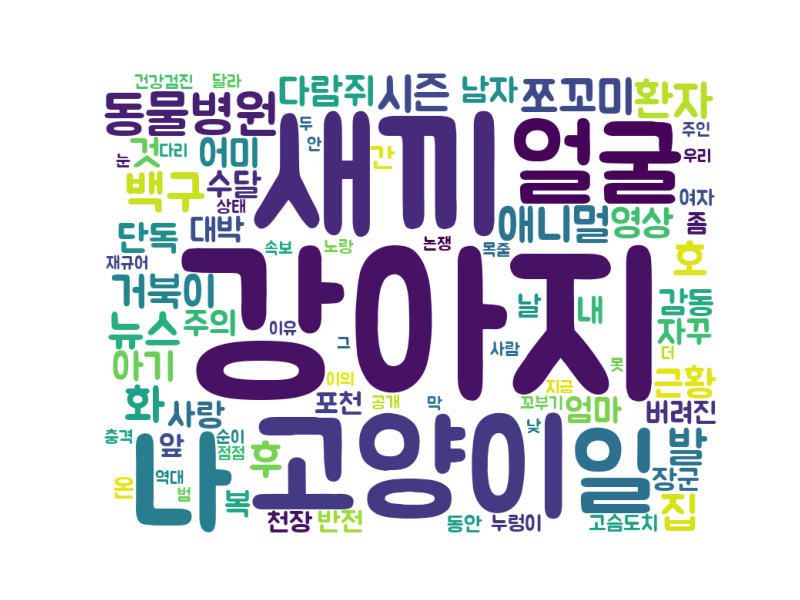 건강검진 달라
동물병원 다람쥐 시즌 남자 쪼꼬미 환자
두 새끼 얼굴 주인
눈 것 다리 어미 안 간 우리
백구 수달 여자
상태 애니멀 영상 좀
단독 대박 속보 노랑 논쟁 목줄 호
재규어
거북이 강아지 날 내 감동
뉴스 주의 이유 그 사람 자꾸
아기 이의 못 더
지금 근황
화 사랑 포천 공개 막 꼬부기 엄마 버려진
충격 앞 순이 나 고양이 낮 일 발
점점 후
온 역대 범 복 장군
천장 반전 동안 누렁이 고슴도치 집